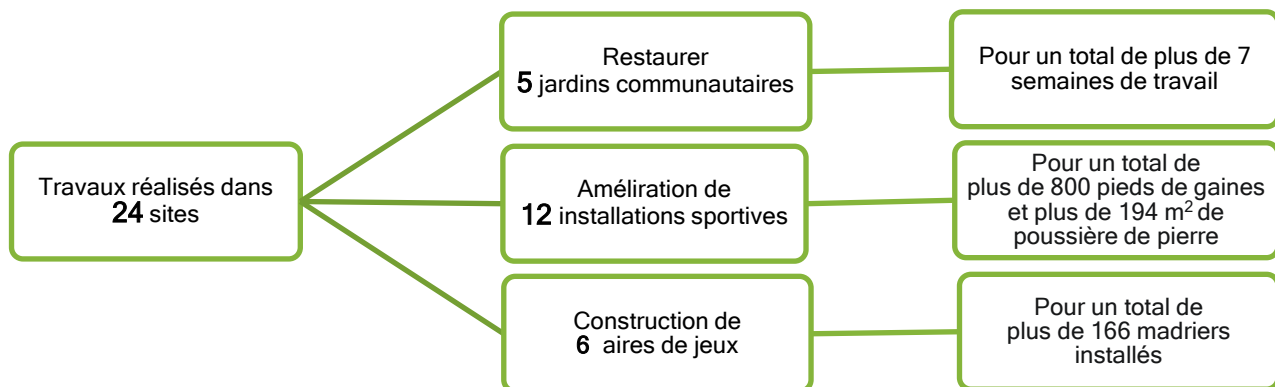 Travaux réalisés dans
24 sites
Restaurer
5 jardins communautaires
Pour un total de plus de 7
semaines de travail
Améliration de
12 installations sportives
Pour un total de
plus de 800 pieds de gaines
et plus de 194 m² de
poussière de pierre
Construction de
6 aires de jeux
Pour un total de
plus de 166 madriers
installés